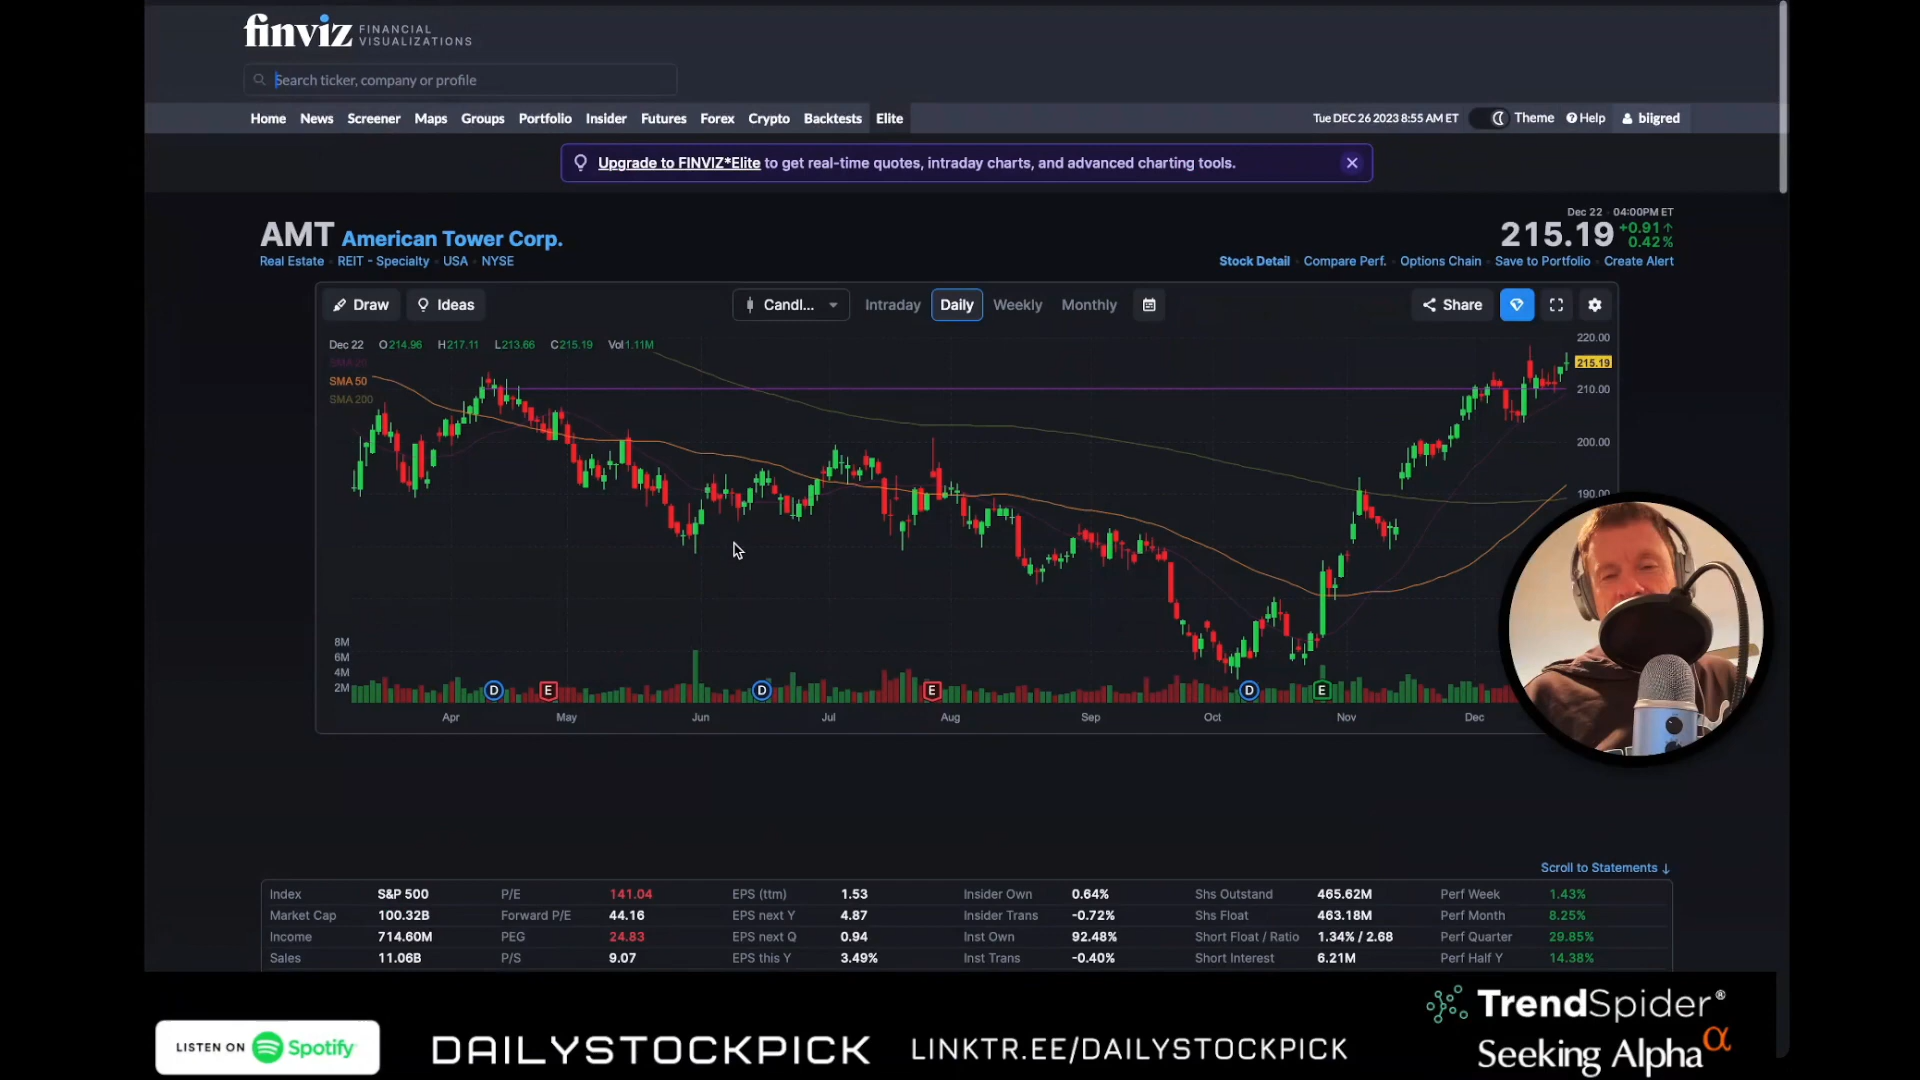 finviz FINANCIAL VISUALIZATIONS
Search ticker, company or profile
Home News Screener Maps Groups Portfolio Insider Futures Forex Crypto Backtests Elite
Tue DEC 26 2023 8:55 AM ET Theme Help biigred
Upgrade to FINVIZ*Elite to get real-time quotes, intraday charts, and advanced charting tools.
Dec 22 04:00PM ET
AMT American Tower Corp.
215.19 +0.91
0.42%
Real Estate REIT - Specialty USA NYSE
Stock Detail Compare Perf. Options Chain Save to Portfolio Create Alert
Draw Ideas Candl... Intraday Daily Weekly Monthly Share
Dec 22 O214.96 H217.11 L213.66 C215.19 Vol1.11M
SMA 20
SMA 50
SMA 200
220.00
215.19
210.00
200.00
190.00
8M
6M
4M
2M
D E D E D E
Apr May Jun Jul Aug Sep Oct Nov Dec
Scroll to Statements ↓
Index S&P 500 P/E 141.04 EPS (ttm) 1.53 Insider Own 0.64% Shs Outstand 465.62M Perf Week 1.43%
Market Cap 100.32B Forward P/E 44.16 EPS next Y 4.87 Insider Trans -0.72% Shs Float 463.18M Perf Month 8.25%
Income 714.60M PEG 24.83 EPS next Q 0.94 Inst Own 92.48% Short Float / Ratio 1.34% / 2.68 Perf Quarter 29.85%
Sales 11.06B P/S 9.07 EPS this Y 3.49% Inst Trans -0.40% Short Interest 6.21M Perf Half Y 14.38%
LISTEN ON Spotify
DAILYSTOCKPICK
LINKTR.EE/DAILYSTOCKPICK
TrendSpider®
Seeking Alpha α